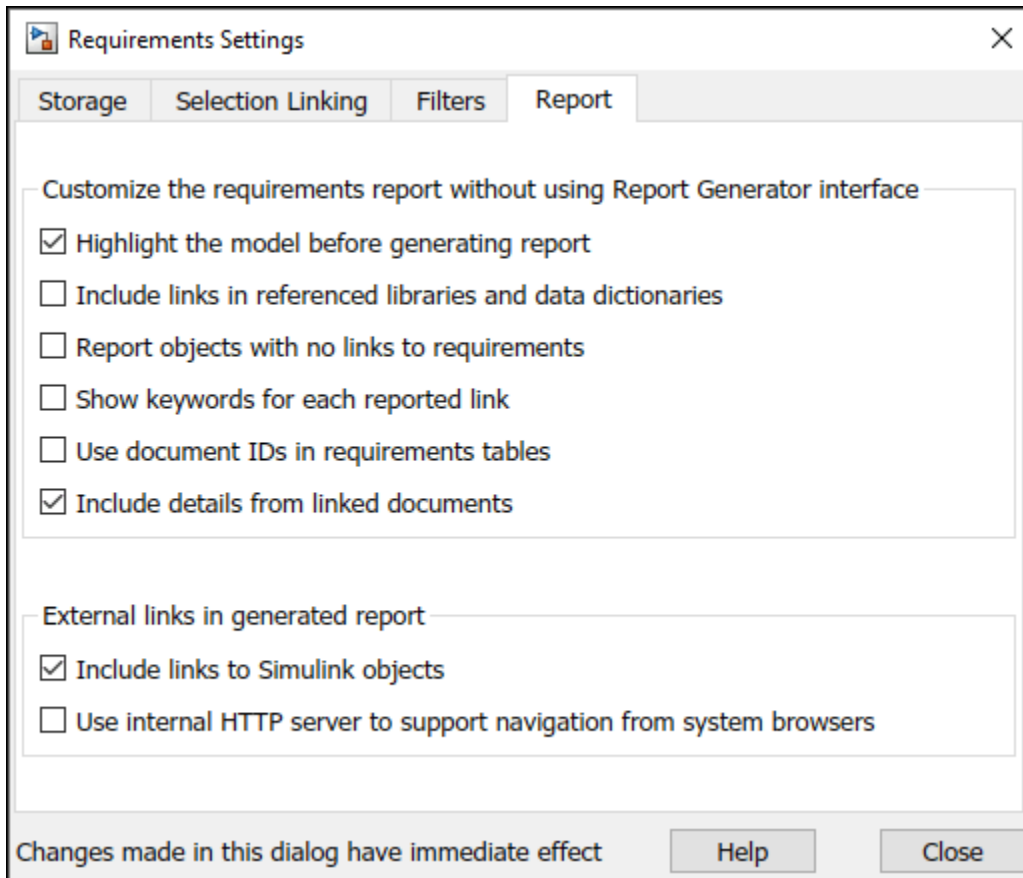 Requirements Settings
Storage
Selection Linking
Filters
Report
Customize the requirements report without using Report Generator interface
Highlight the model before generating report
Include links in referenced libraries and data dictionaries
Report objects with no links to requirements
Show keywords for each reported link
Use document IDs in requirements tables
Include details from linked documents
External links in generated report
Include links to Simulink objects
Use internal HTTP server to support navigation from system browsers
Changes made in this dialog have immediate effect
Help
Close